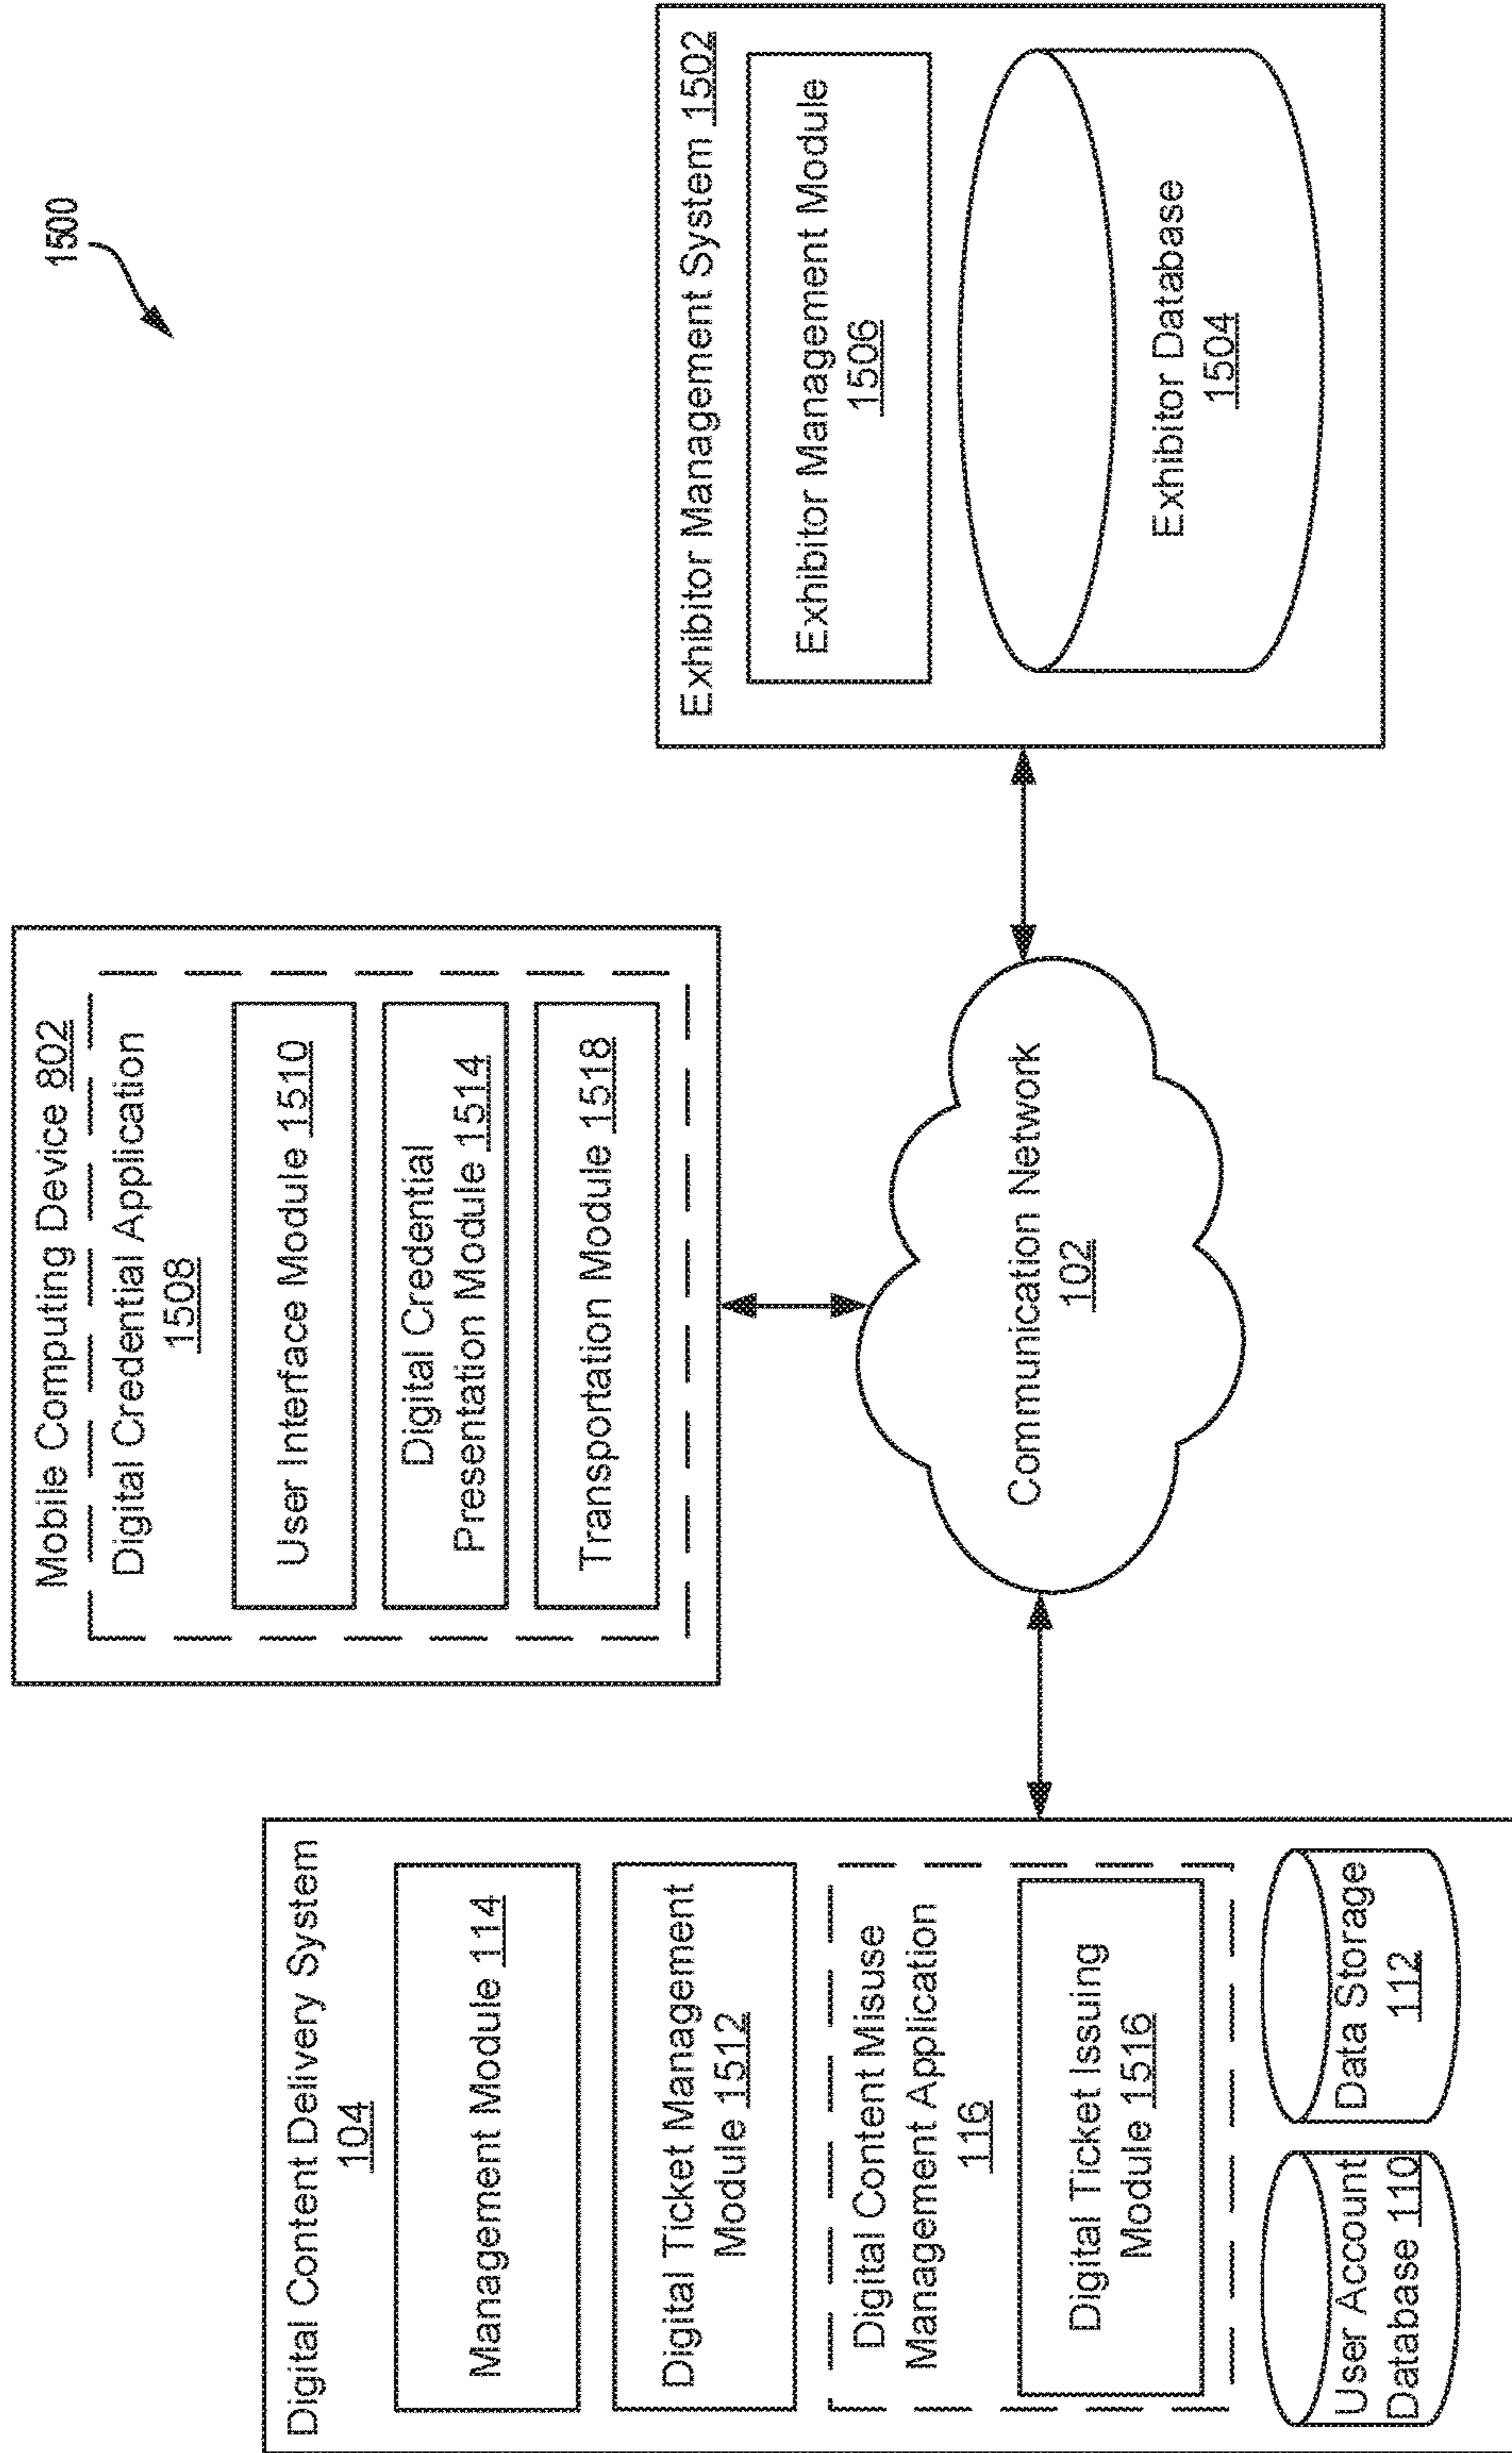 1500
Digital Content Delivery System
104
Management Module 114
Digital Ticket Management
Module 1512
Digital Content Misuse
Management Application
116
Digital Ticket Issuing
Module 1516
User Account
Database 110
Data Storage
112
Mobile Computing Device 802
Digital Credential Application
1508
User Interface Module 1510
Digital Credential
Presentation Module 1514
Transportation Module 1518
Communication Network
102
Exhibitor Management System 1502
Exhibitor Management Module
1506
Exhibitor Database
1504